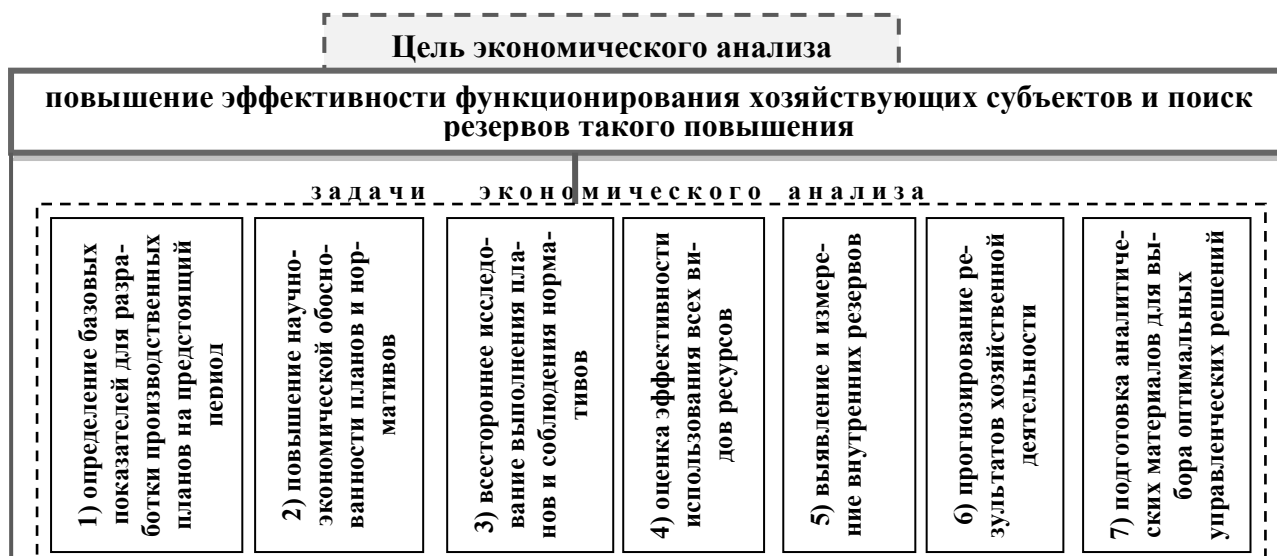 Цель экономического анализа
повышение эффективности функционирования хозяйствующих субъектов и поиск
резервов такого повышения
задачи экономического анализа
1) определение базовых
показателей для разра-
ботки производственных
планов на предстоящий
период
2) повышение научно-
экономической обосно-
ванности планов и нор-
мативов
3) всестороннее исследо-
вание выполнения пла-
нов и соблюдения норма-
тивов
4) оценка эффективности
использования всех ви-
дов ресурсов
5) выявление и измере-
ние внутренних резервов
6) прогнозирование ре-
зультатов хозяйственной
деятельности
7) подготовка аналитиче-
ских материалов для вы-
бора оптимальных
управленческих решений